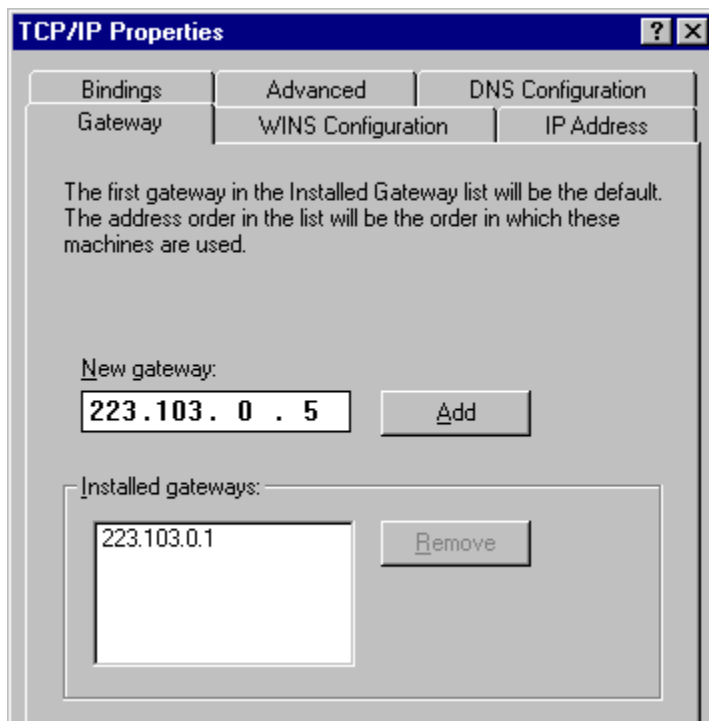 TCP/IP Properties
Bindings Advanced DNS Configuration
Gateway WINS Configuration IP Address
The first gateway in the Installed Gateway list will be the default.
The address order in the list will be the order in which these
machines are used.
New gateway:
223.103. 0 . 5 Add
Installed gateways:
223.103.0.1 Remove